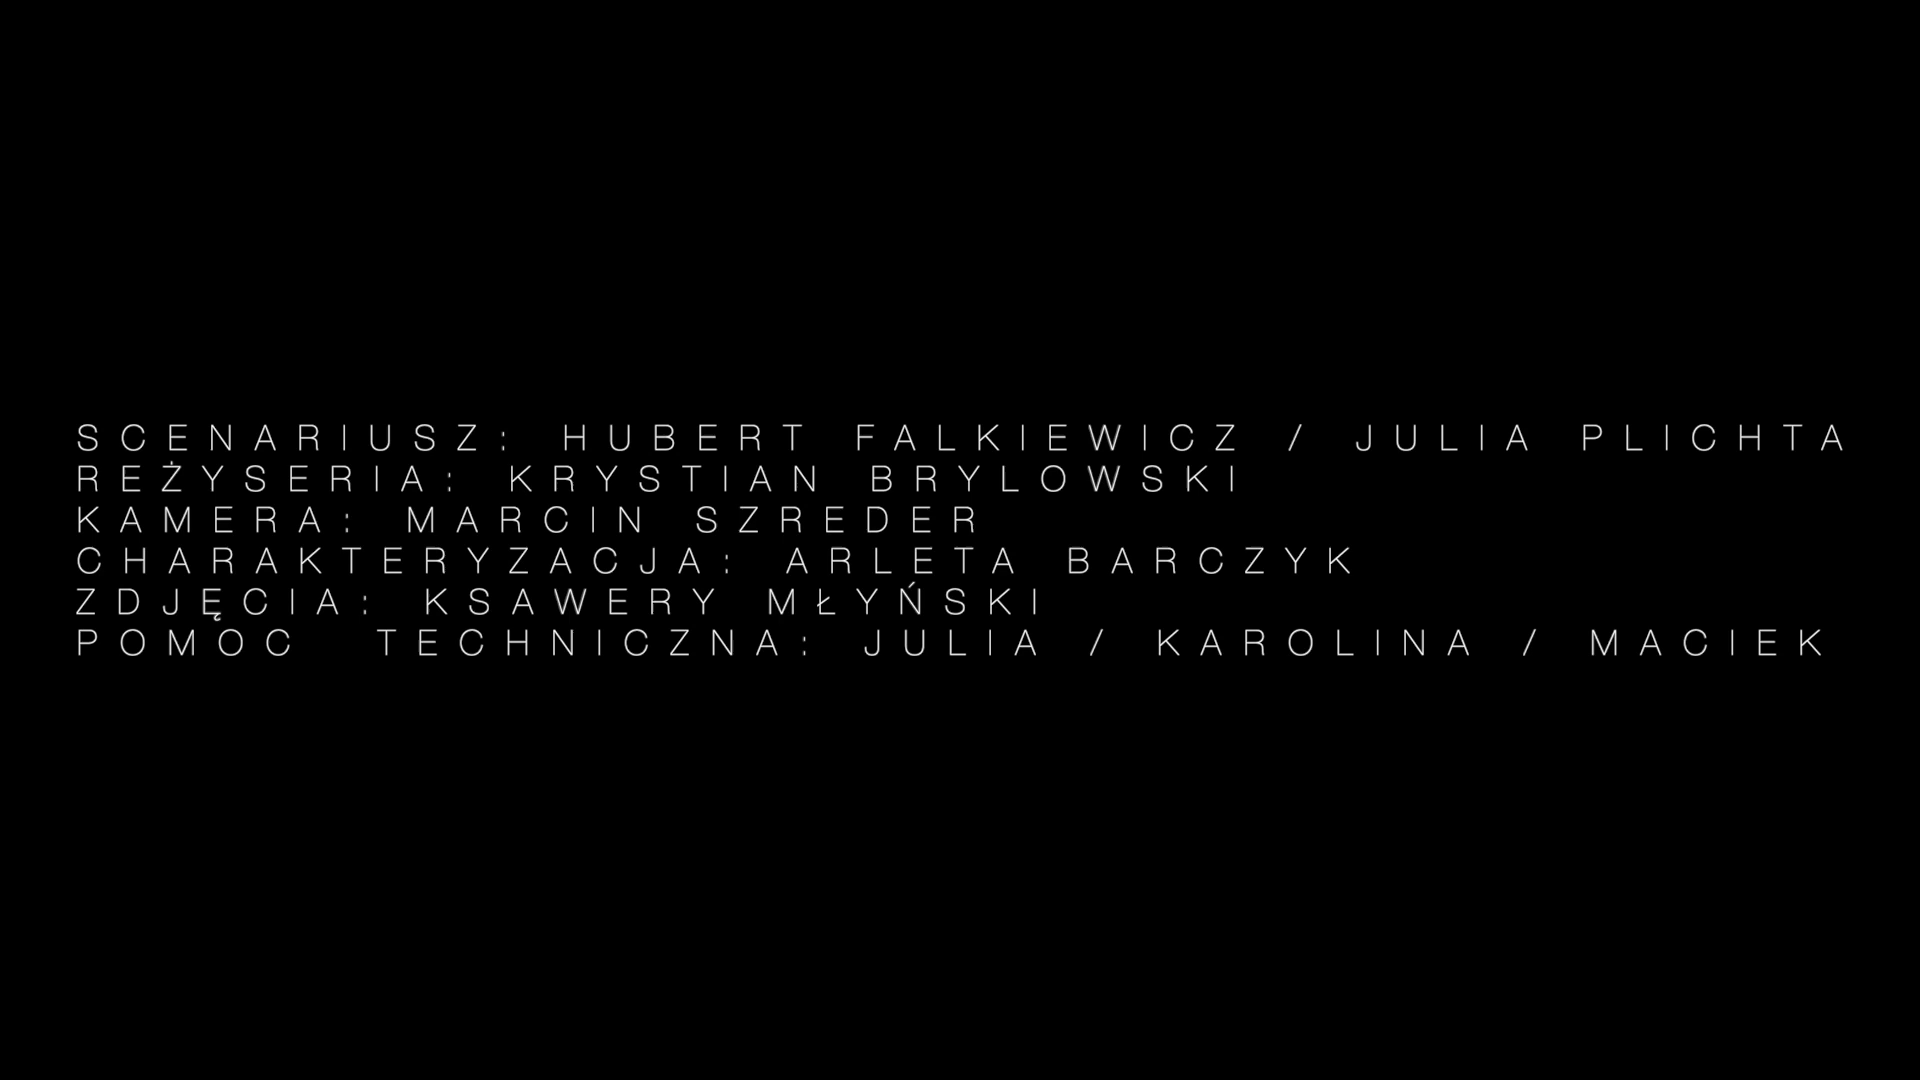 SCENARIUSZ: HUBERT FALKIEWICZ / JULIA PLICHTA
REŻYSERIA: KRYSTIAN BRYLOWSKI
KAMERA: MARCIN SZREDER
CHARAKTERYZACJA: ARLETA BARCZYK
ZDJĘCIA: KSAWERY MŁYŃSKI
POMOC TECHNICZNA: JULIA / KAROLINA / MACIEK